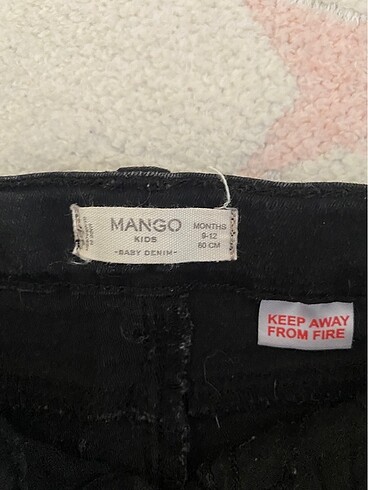 MANGO
KIDS
-BABY DENIM-
MONTHS
9-12
80 CM
KEEP AWAY
FROM FIRE